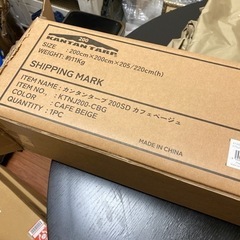 200
KANTAN TARP
SIZE : 200cm×200cm×205/220cm(h)
WEIGHT: 約11Kg
SHIPPING MARK
ITEM NAME : カンタンタープ 200SD カフェベージュ
ITEM NO : KTNJ200-CBG
COLOR : CAFE BEIGE
QUANTITY : 1PC
MADE IN CHINA